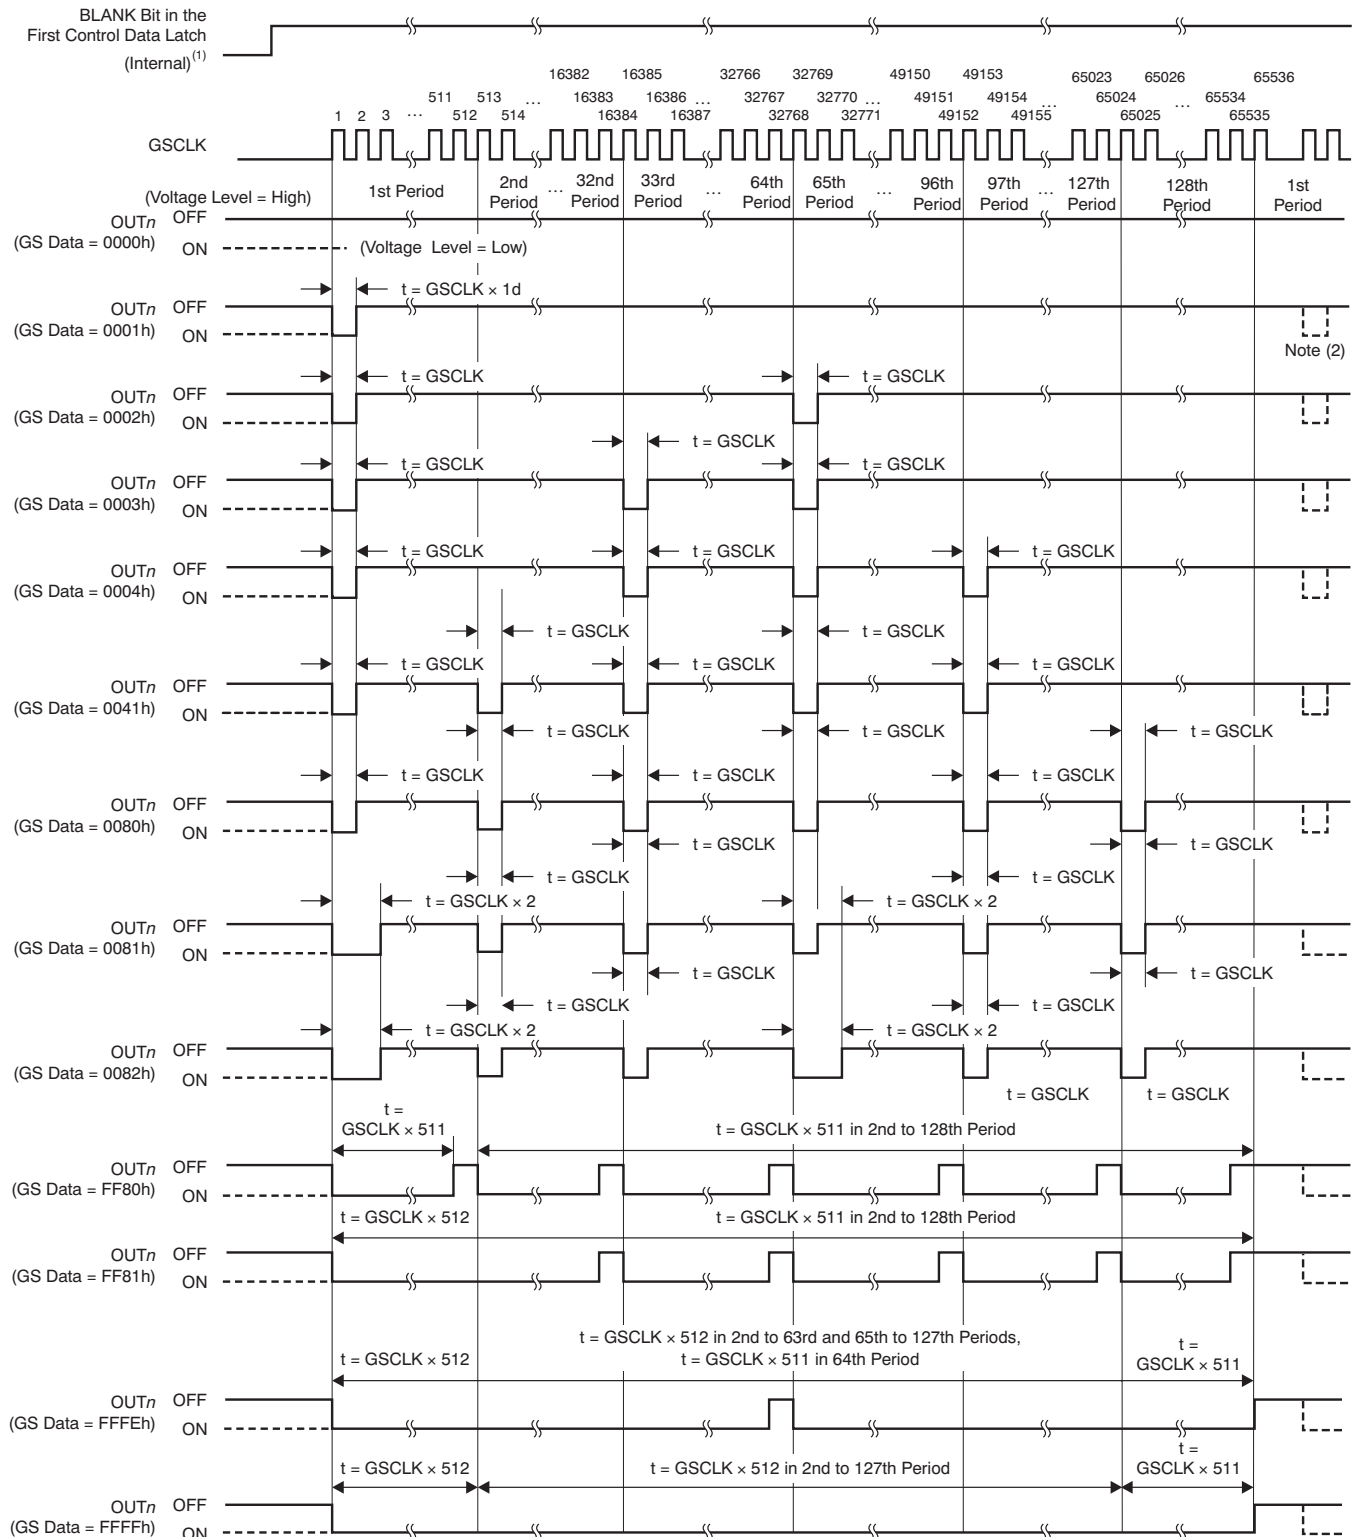 BLANK Bit in the
First Control Data Latch
(Internal)(1)
16382 16385 32766 32769 49150 49153 65023 65026 65536
511 513 ... 16383 16386 ... 32767 32770 ... 49151 49154 ... 65024 ... 65534
1 2 3 ... 512 514 16384 16387 32768 32771 49152 49155 65025 65535
GSCLK
(Voltage Level = High)
1st Period
2nd Period
...
32nd Period
33rd Period
...
64th Period
65th Period
...
96th Period
97th Period
...
127th Period
128th Period
1st Period
OUTn OFF
(GS Data = 0000h) ON
(Voltage Level = Low)
t = GSCLK × 1d
OUTn OFF
(GS Data = 0001h) ON
Note (2)
t = GSCLK t = GSCLK
OUTn OFF
(GS Data = 0002h) ON
t = GSCLK
t = GSCLK t = GSCLK
OUTn OFF
(GS Data = 0003h) ON
t = GSCLK t = GSCLK t = GSCLK
OUTn OFF
(GS Data = 0004h) ON
t = GSCLK t = GSCLK
t = GSCLK t = GSCLK t = GSCLK
OUTn OFF
(GS Data = 0041h) ON
t = GSCLK t = GSCLK t = GSCLK
t = GSCLK t = GSCLK t = GSCLK
OUTn OFF
(GS Data = 0080h) ON
t = GSCLK t = GSCLK
t = GSCLK t = GSCLK
t = GSCLK × 2 t = GSCLK × 2
OUTn OFF
(GS Data = 0081h) ON
t = GSCLK t = GSCLK
t = GSCLK t = GSCLK
t = GSCLK × 2 t = GSCLK × 2
OUTn OFF
(GS Data = 0082h) ON
t = GSCLK t = GSCLK
t =
GSCLK × 511 t = GSCLK × 511 in 2nd to 128th Period
OUTn OFF
(GS Data = FF80h) ON
t = GSCLK × 512 t = GSCLK × 511 in 2nd to 128th Period
OUTn OFF
(GS Data = FF81h) ON
t = GSCLK × 512 in 2nd to 63rd and 65th to 127th Periods,
t = GSCLK × 512 t = GSCLK × 511 in 64th Period
t =
GSCLK × 511
OUTn OFF
(GS Data = FFFEh) ON
t = GSCLK × 512 t = GSCLK × 512 in 2nd to 127th Period
t =
GSCLK × 511
OUTn OFF
(GS Data = FFFFh) ON